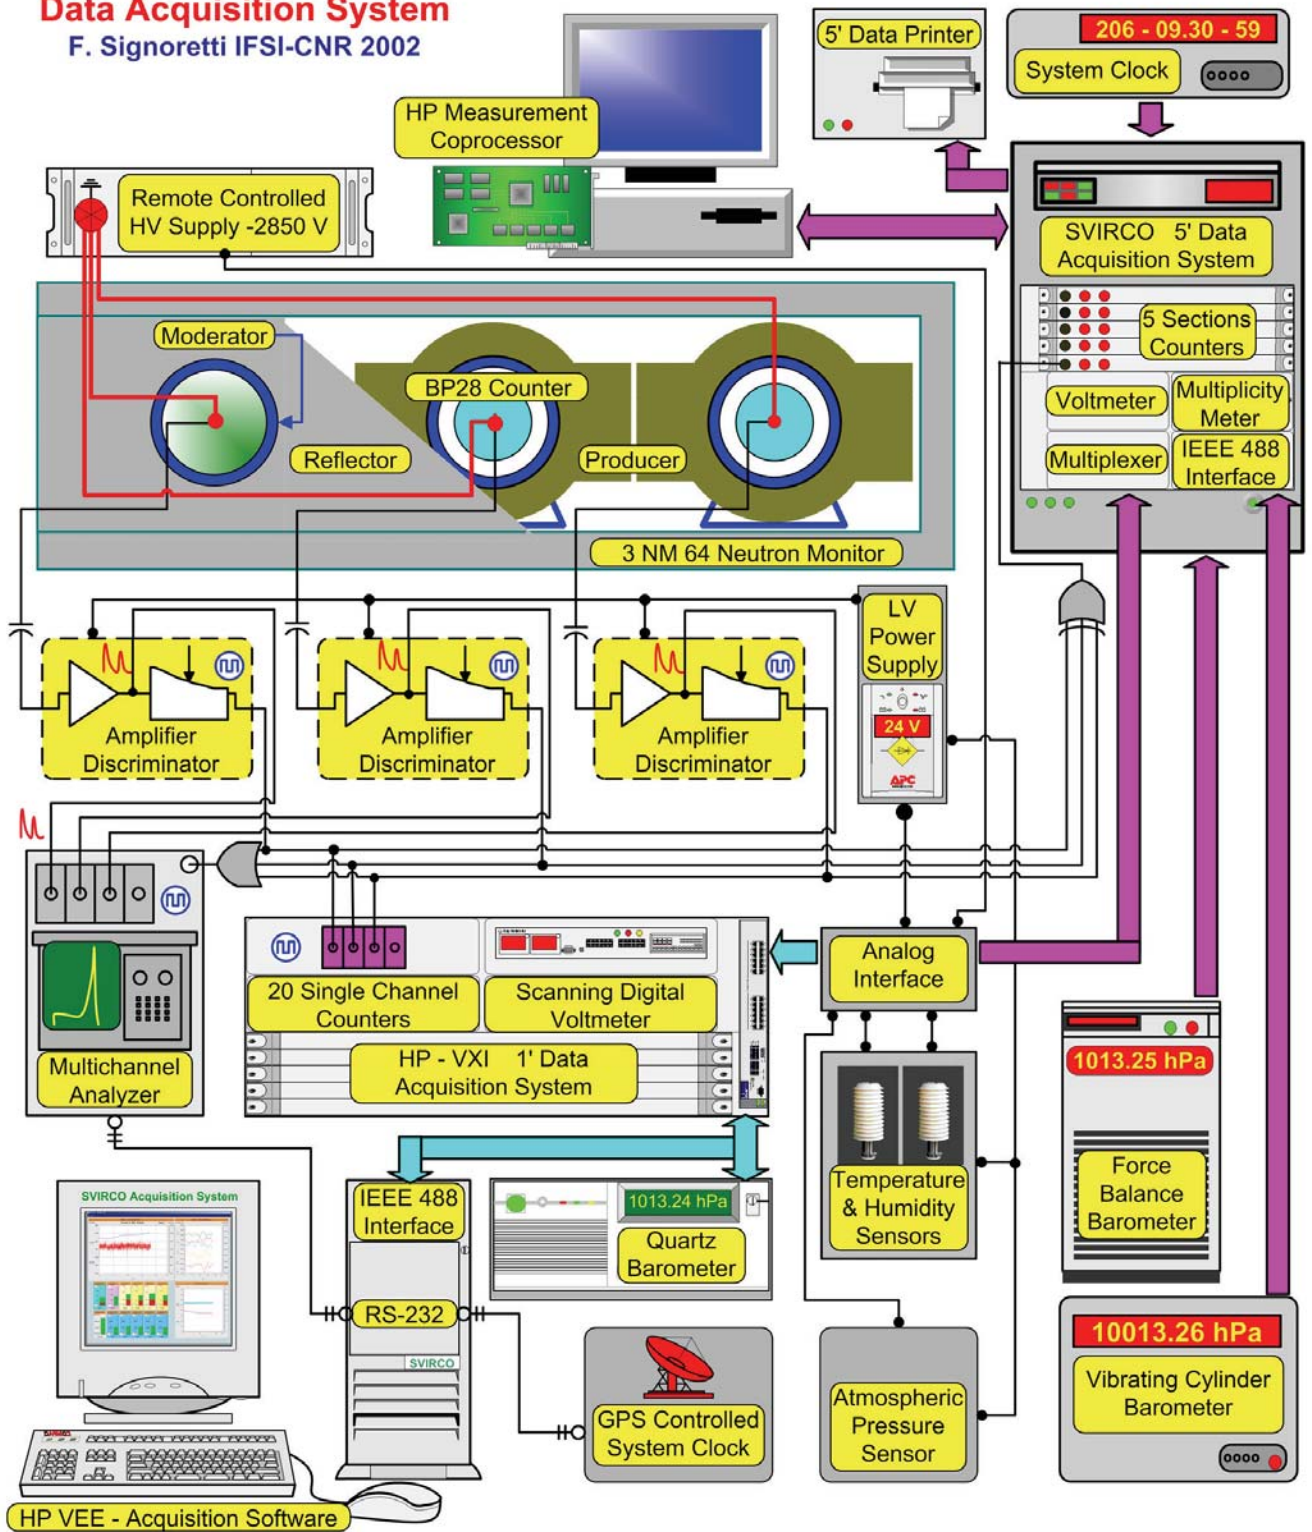 Data Acquisition System
F. Signoretti IFSI-CNR 2002
5' Data Printer
206 - 09.30 - 59
System Clock
HP Measurement
Coprocessor
Remote Controlled
HV Supply -2850 V
SVIRCO 5' Data
Acquisition System
5 Sections
Counters
Voltmeter
Multiplicity
Meter
Multiplexer
IEEE 488
Interface
Moderator
BP28 Counter
Reflector
Producer
3 NM 64 Neutron Monitor
LV
Power
Supply
24 V
APC
Amplifier
Discriminator
Amplifier
Discriminator
Amplifier
Discriminator
Analog
Interface
20 Single Channel
Counters
Scanning Digital
Voltmeter
HP - VXI 1' Data
Acquisition System
Multichannel
Analyzer
1013.25 hPa
Force
Balance
Barometer
Temperature
& Humidity
Sensors
IEEE 488
Interface
1013.24 hPa
Quartz
Barometer
SVIRCO Acquisition System
RS-232
SVIRCO
GPS Controlled
System Clock
Atmospheric
Pressure
Sensor
10013.26 hPa
Vibrating Cylinder
Barometer
HP VEE - Acquisition Software